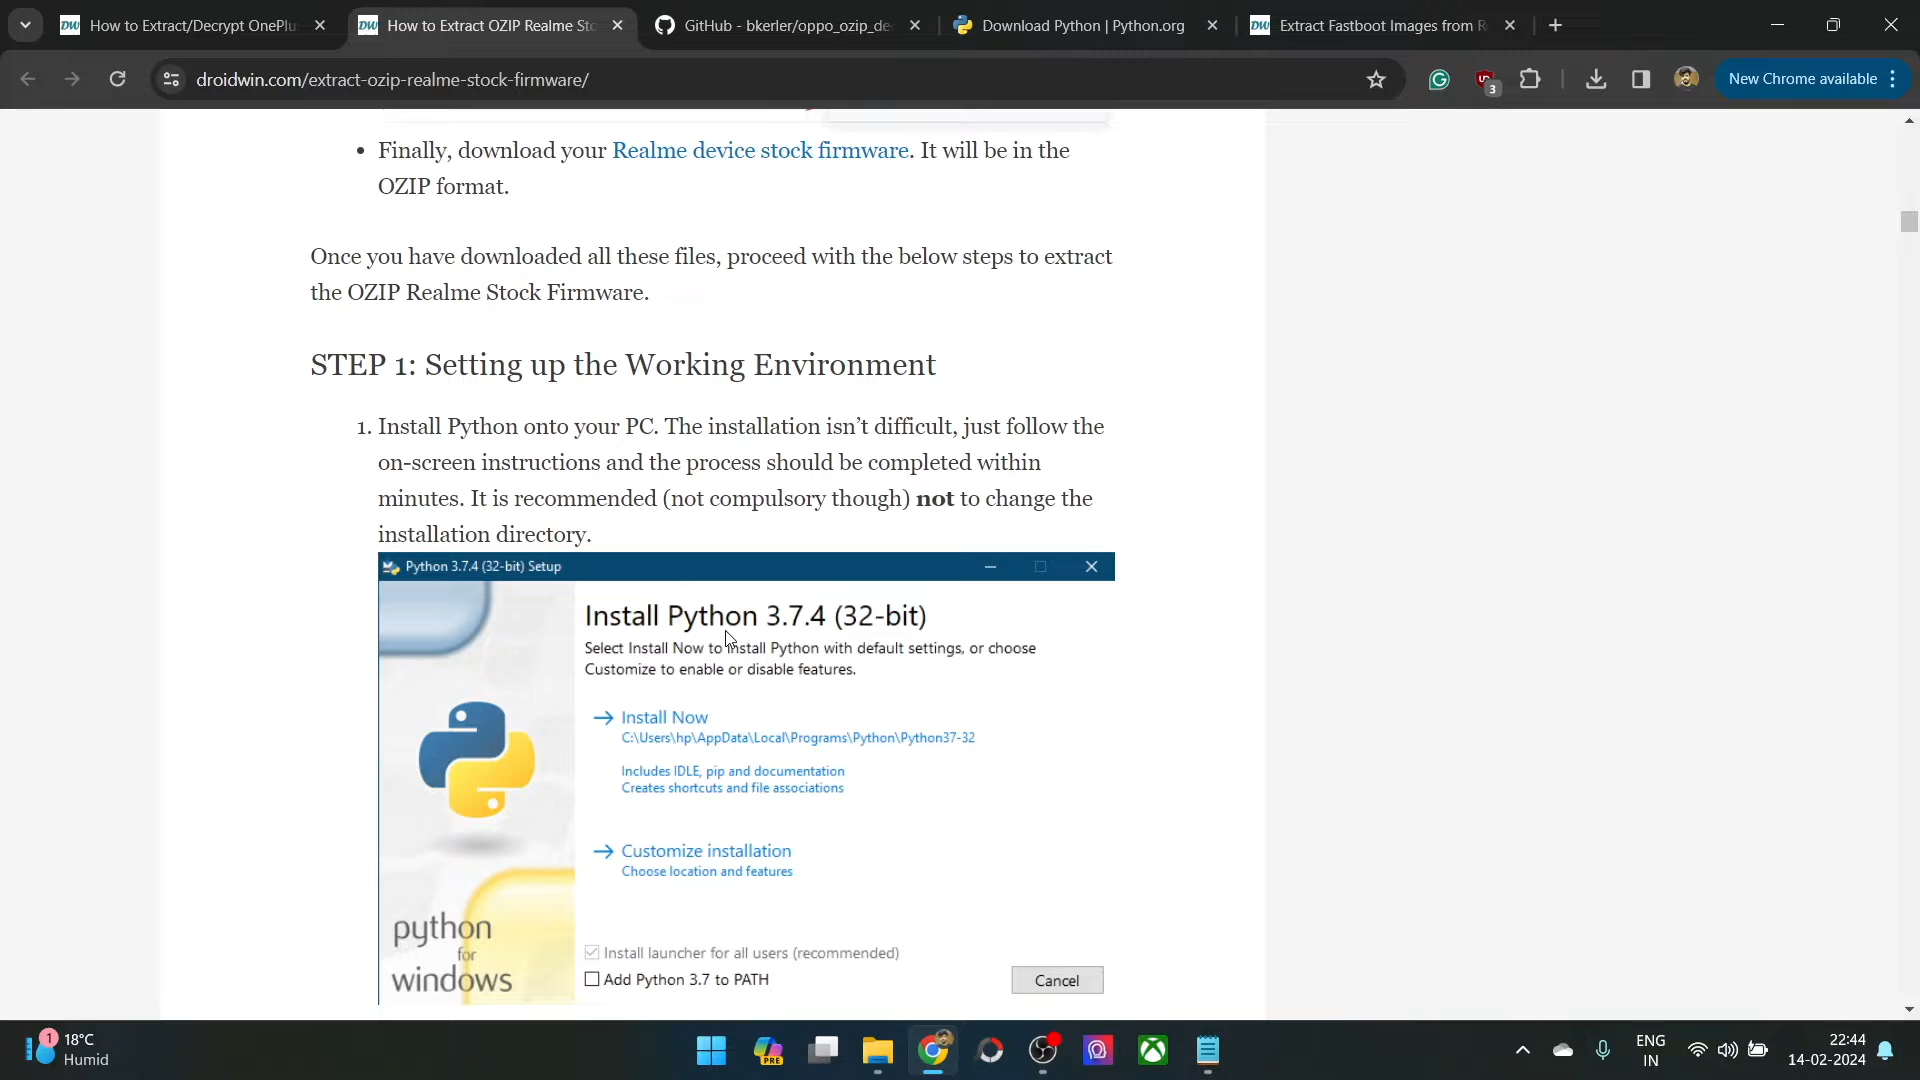 How to Extract/Decrypt OnePlu
How to Extract OZIP Realme Sto
GitHub - bkerler/oppo_ozip_de
Download Python | Python.org
Extract Fastboot Images from R
droidwin.com/extract-ozip-realme-stock-firmware/
3
New Chrome available
Finally, download your Realme device stock firmware. It will be in the
OZIP format.
Once you have downloaded all these files, proceed with the below steps to extract
the OZIP Realme Stock Firmware.
STEP 1: Setting up the Working Environment
1. Install Python onto your PC. The installation isn’t difficult, just follow the
on-screen instructions and the process should be completed within
minutes. It is recommended (not compulsory though) not to change the
installation directory.
Python 3.7.4 (32-bit) Setup
Install Python 3.7.4 (32-bit)
Select Install Now to install Python with default settings, or choose
Customize to enable or disable features.
Install Now
C:\Users\hp\AppData\Local\Programs\Python\Python37-32
Includes IDLE, pip and documentation
Creates shortcuts and file associations
Customize installation
Choose location and features
python
for
windows
Install launcher for all users (recommended)
Add Python 3.7 to PATH
Cancel
1
18°C
Humid
PRE
ENG
IN
22:44
14-02-2024